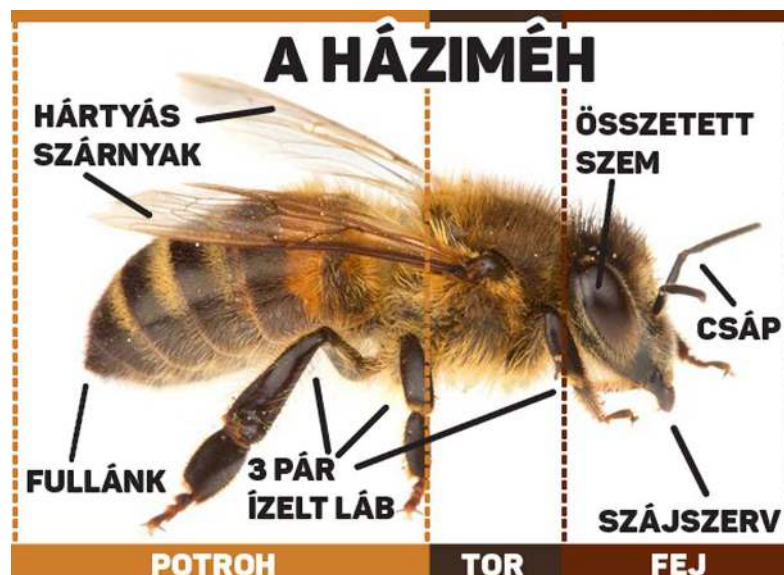 A HÁZIMÉH
HÁRTYÁS
SZÁRNYAK
ÖSSZETETT
SZEM
CSÁP
FULLÁNK
3 PÁR
ÍZELT LÁB
SZÁJSZERV
POTROH
TOR
FEJ